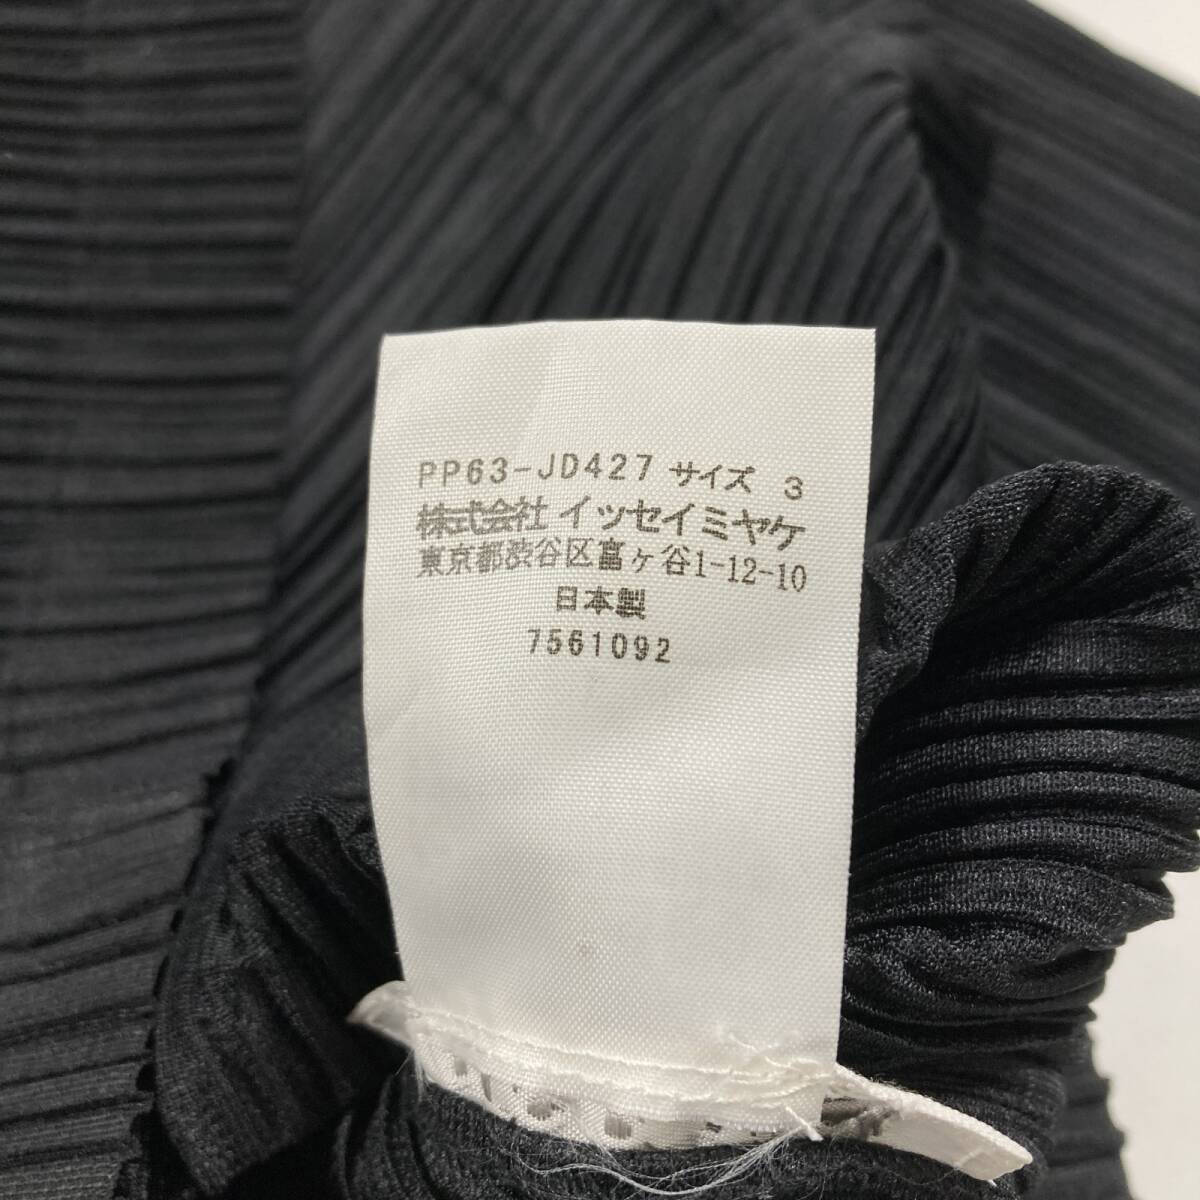 PP63-JD427 サイズ 3
株式会社 イッセイミヤケ
東京都渋谷区富ヶ谷1-12-10
日本製
7561092